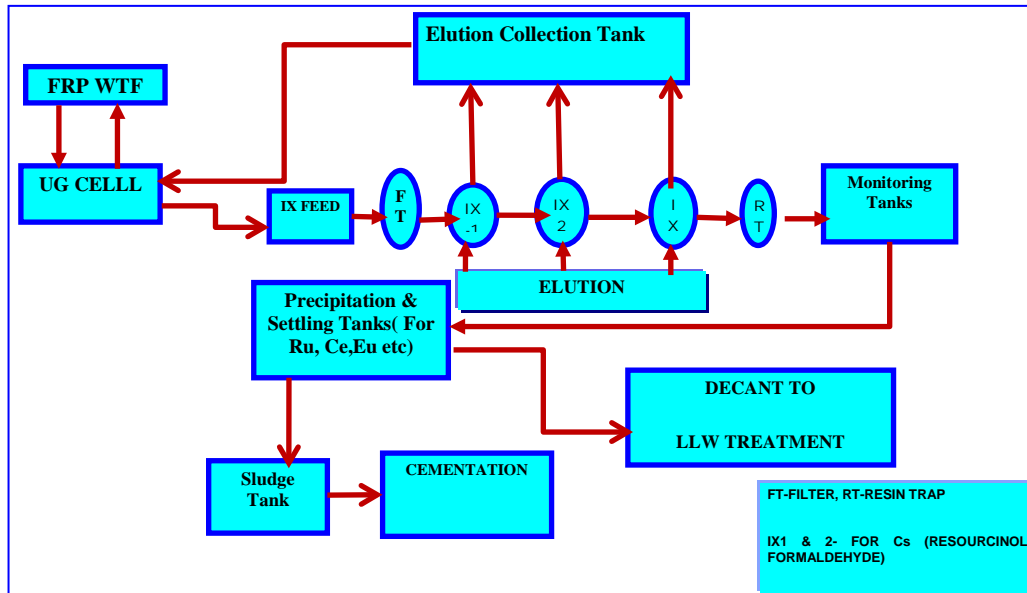 Elution Collection Tank
FRP WTF
UG CELLL
IX FEED
F
T
IX
-1
IX
2
I
X
R
T
Monitoring
Tanks
ELUTION
Precipitation &
Settling Tanks( For
Ru, Ce,Eu etc)
DECANT TO
LLW TREATMENT
Sludge
Tank
CEMENTATION
FT-FILTER, RT-RESIN TRAP
IX1 & 2- FOR Cs (RESOURCINOL
FORMALDEHYDE)